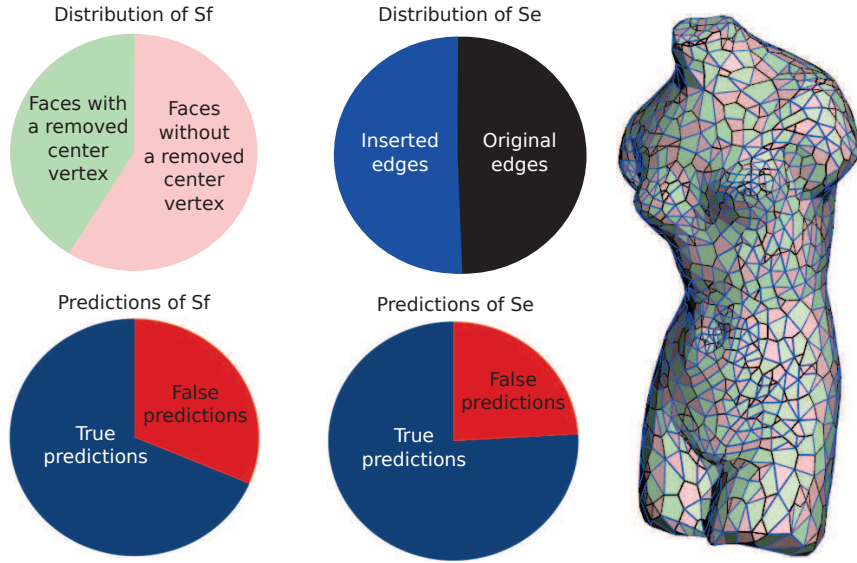 Distribution of Sf
Faces with
a removed
center
vertex
Faces
without
a removed
center
vertex
Distribution of Se
Inserted
edges
Original
edges
Predictions of Sf
False
predictions
True
predictions
Predictions of Se
False
predictions
True
predictions